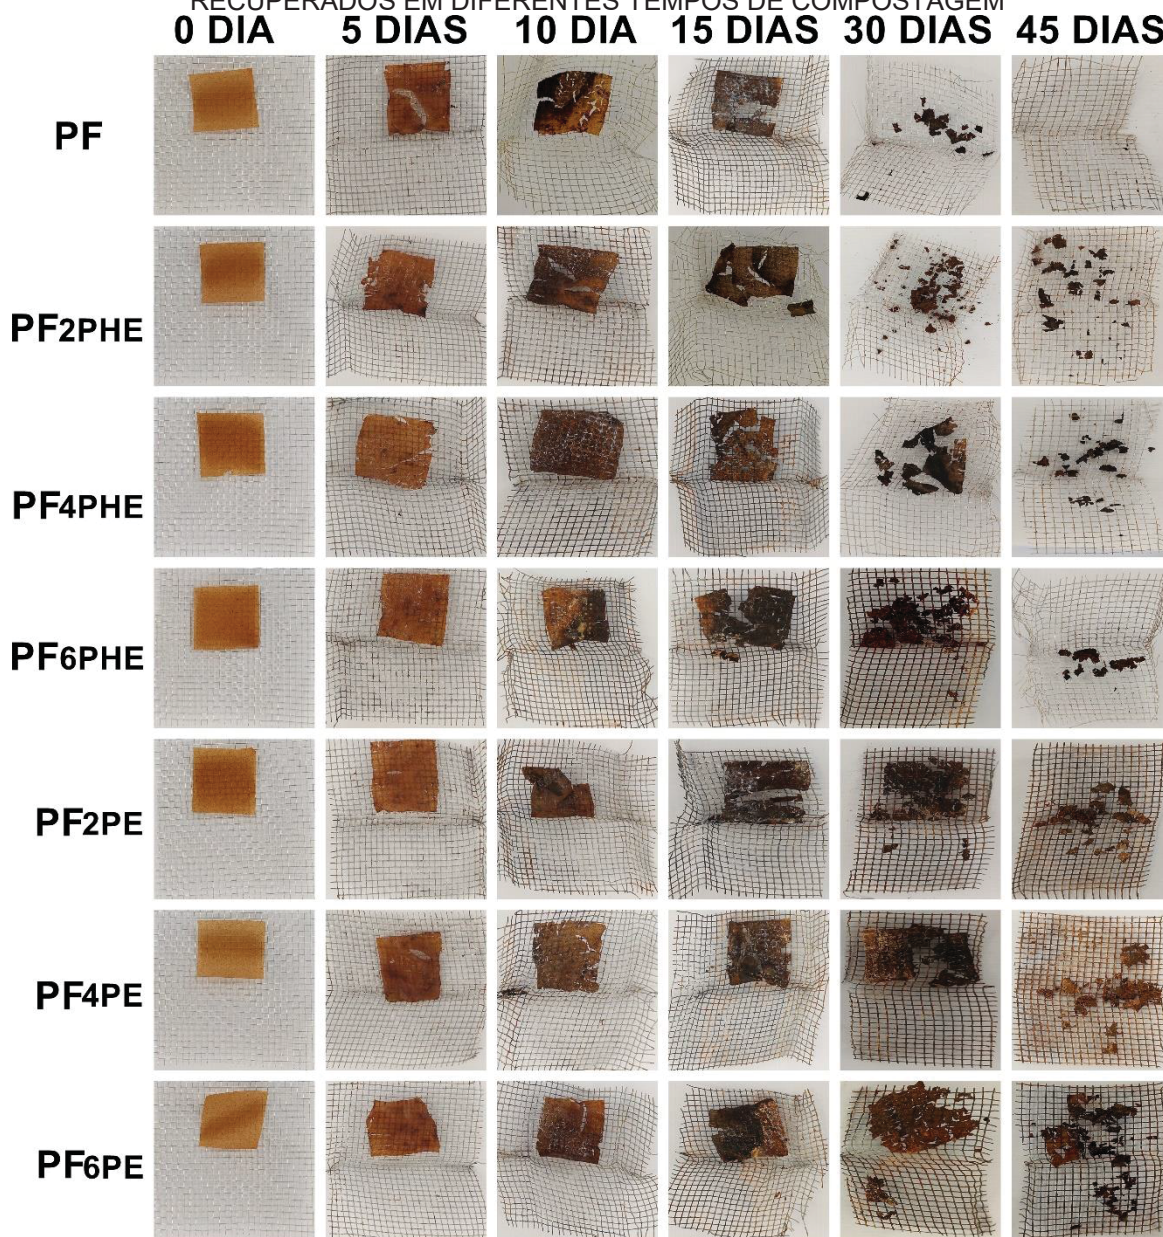 RECUPERADOS EM DIFERENTES TEMPOS DE COMPOSTAGEM
0 DIA 5 DIAS 10 DIA 15 DIAS 30 DIAS 45 DIAS
PF
PF2PHE
PF4PHE
PF6PHE
PF2PE
PF4PE
PF6PE